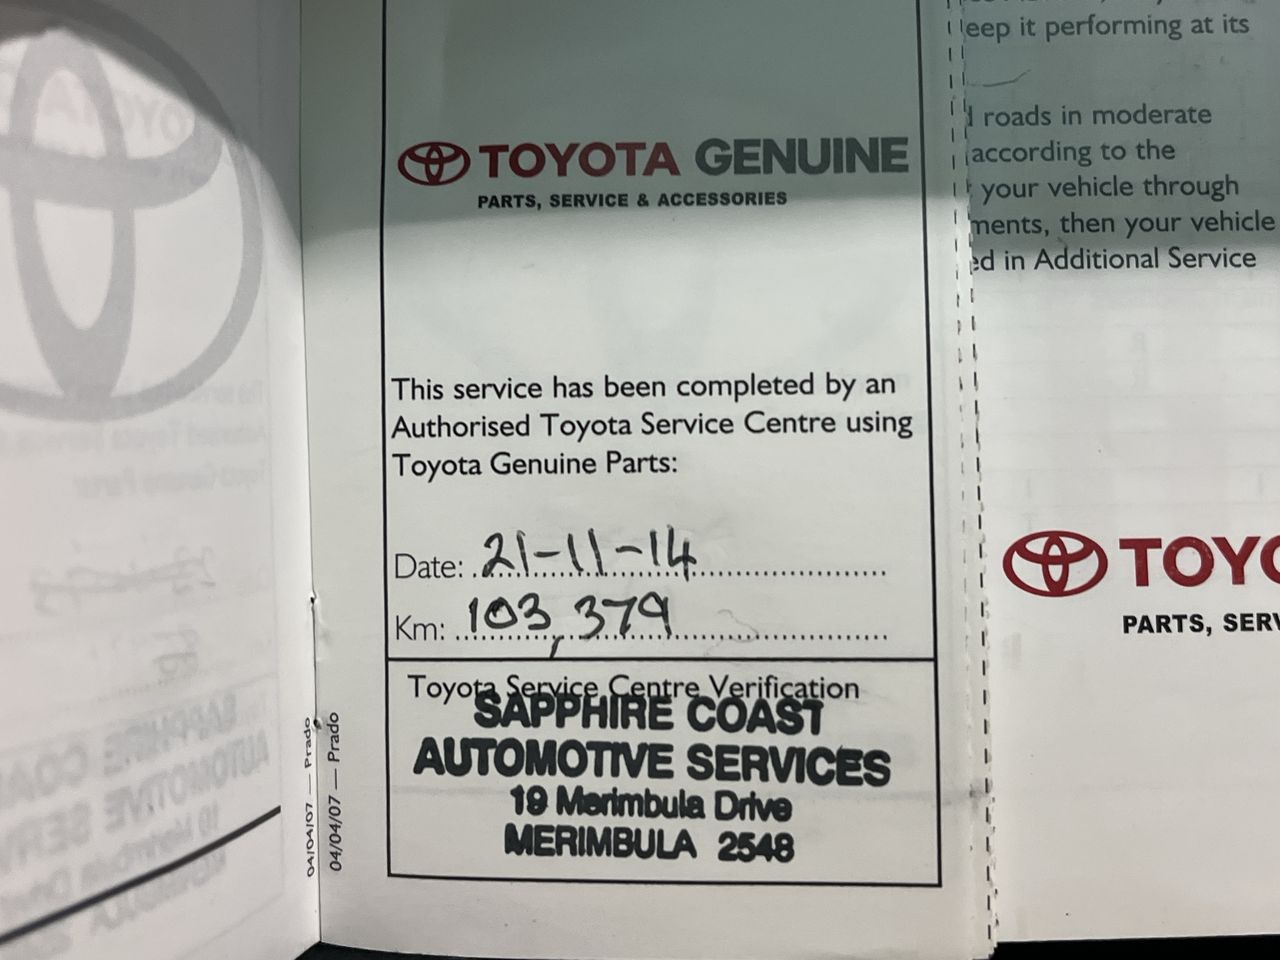 TOYOTA GENUINE
PARTS, SERVICE & ACCESSORIES
This service has been completed by an
Authorised Toyota Service Centre using
Toyota Genuine Parts:
Date: 21-11-14
Km: 103,379
Toyota Service Centre Verification
SAPPHIRE COAST
AUTOMOTIVE SERVICES
19 Merimbula Drive
MERIMBULA 2548
04/04/07 — Prado
04/04/07 — Prado
eep it performing at its
roads in moderate
according to the
your vehicle through
ments, then your vehicle
ed in Additional Service
TOYO
PARTS, SERV